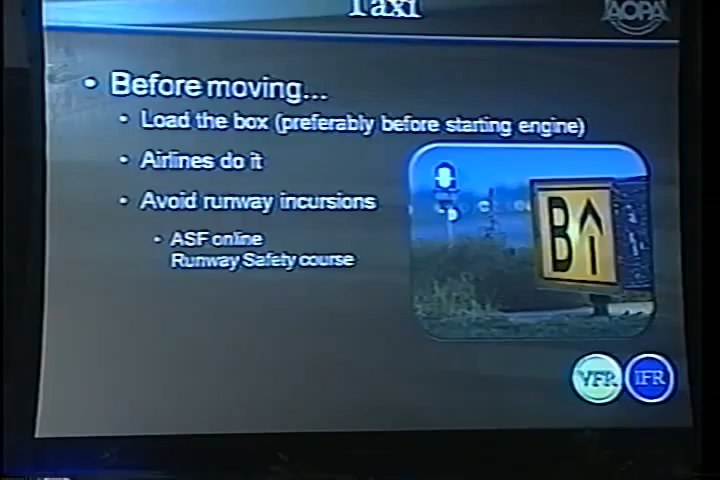 Taxi
AOPA
• Before moving...
• Load the box (preferably before starting engine)
• Airlines do it
• Avoid runway incursions
• ASF online
Runway Safety course
B↑
VFR IFR